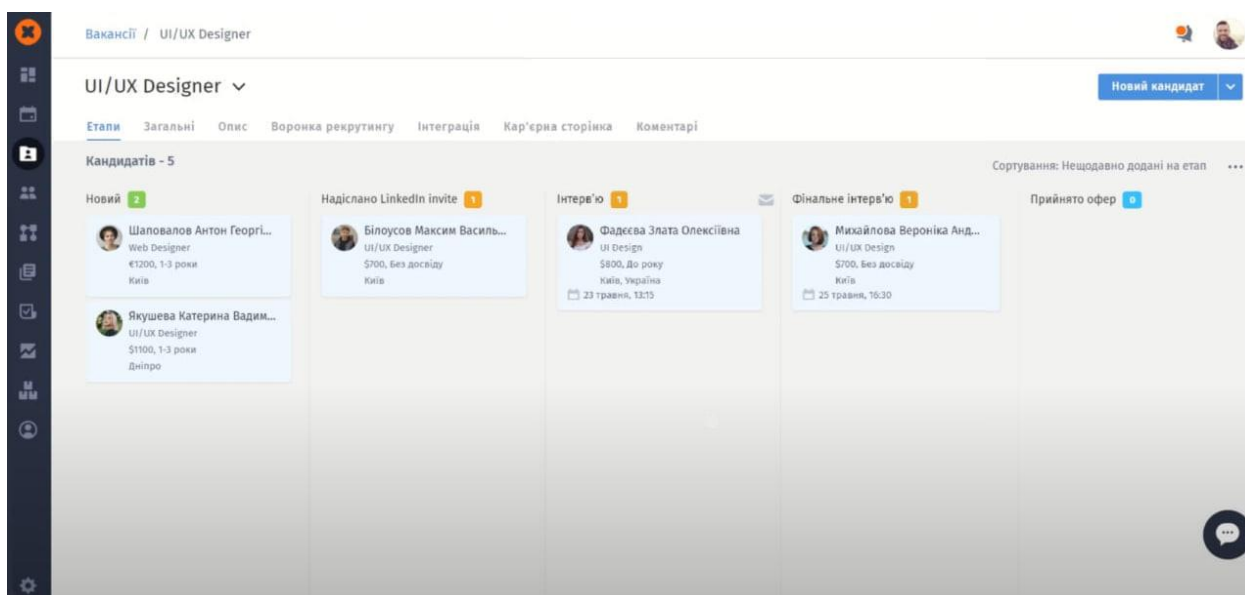 Вакансії / UI/UX Designer
UI/UX Designer
Новий кандидат
Етапи Загальні Опис Воронка рекрутингу Інтеграція Кар'єрна сторінка Коментарі
Кандидатів - 5
Сортування: Нещодавно додані на етап ...
Новий 2
Шаповалов Антон Георгі...
Web Designer
€1200, 1-3 роки
Київ
Якушева Катерина Вадим...
UI/UX Designer
$1100, 1-3 роки
Дніпро
Надіслано LinkedIn invite 1
Білоусов Максим Василь...
UI/UX Designer
$700, Без досвіду
Київ
Інтерв'ю 1
Фадєєва Злата Олексіївна
UI Design
$800, До року
Київ, Україна
23 травня, 13:15
Фінальне інтерв'ю 1
Михайлова Вероніка Анд...
UI/UX Design
$700, Без досвіду
Київ
25 травня, 16:30
Прийнято офер 0